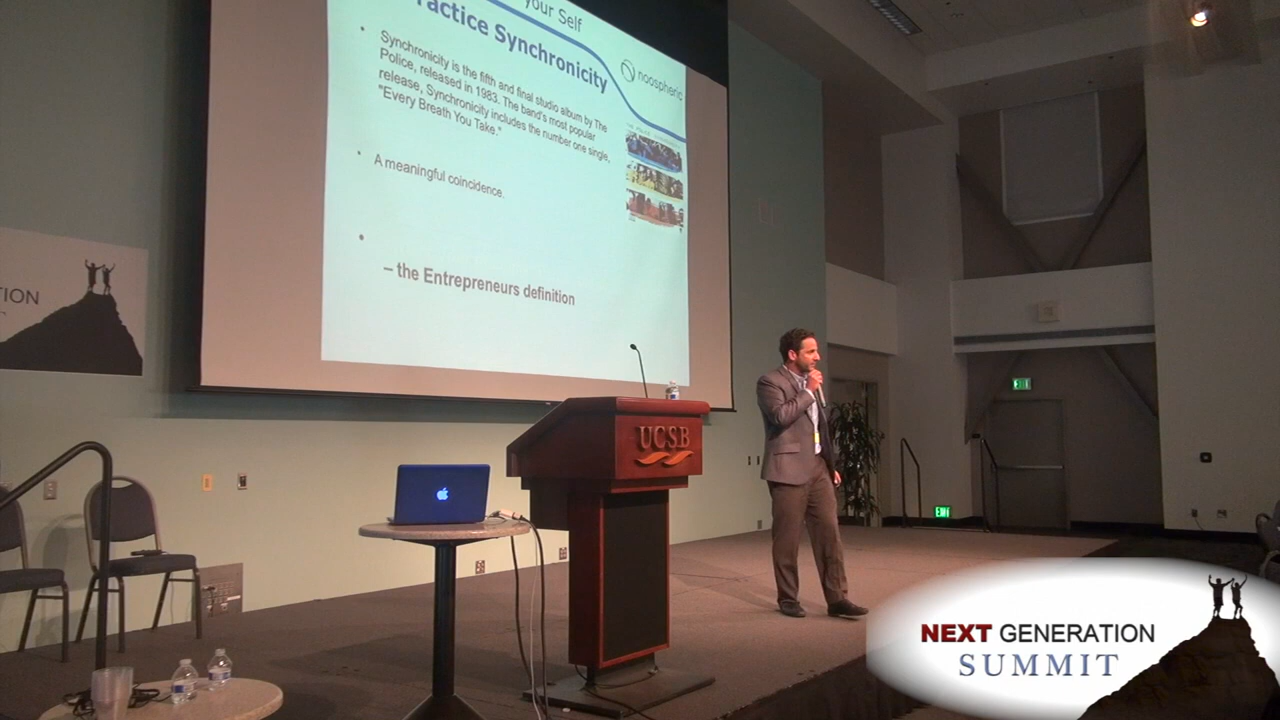 your Self
ractice Synchronicity
noospheric
Synchronicity is the fifth and final studio album by The
Police, released in 1983. The band's most popular
release, Synchronicity includes the number one single,
"Every Breath You Take."
A meaningful coincidence.
– the Entrepreneurs definition
TION
UCSB
EXIT
EXIT
NEXT GENERATION
SUMMIT